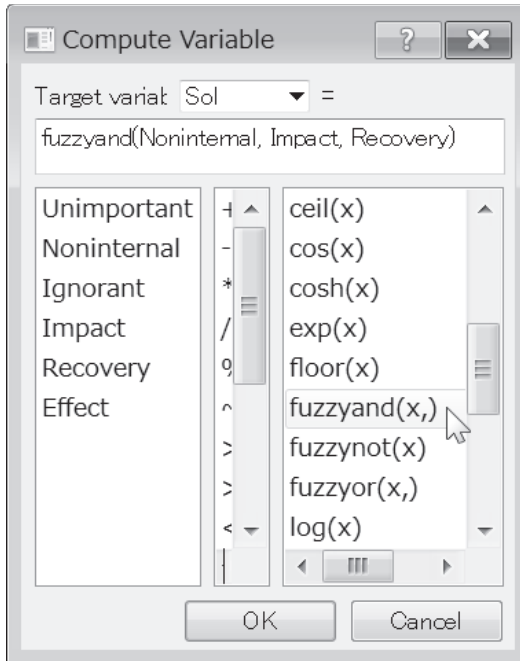 Compute Variable
Target variab Sol =
fuzzyand(Noninternal, Impact, Recovery)
Unimportant
Noninternal
Ignorant
Impact
Recovery
Effect
+
-
*
/
%
^
>
>
<
ceil(x)
cos(x)
cosh(x)
exp(x)
floor(x)
fuzzyand(x,)
fuzzynot(x)
fuzzyor(x,)
log(x)
OK
Cancel